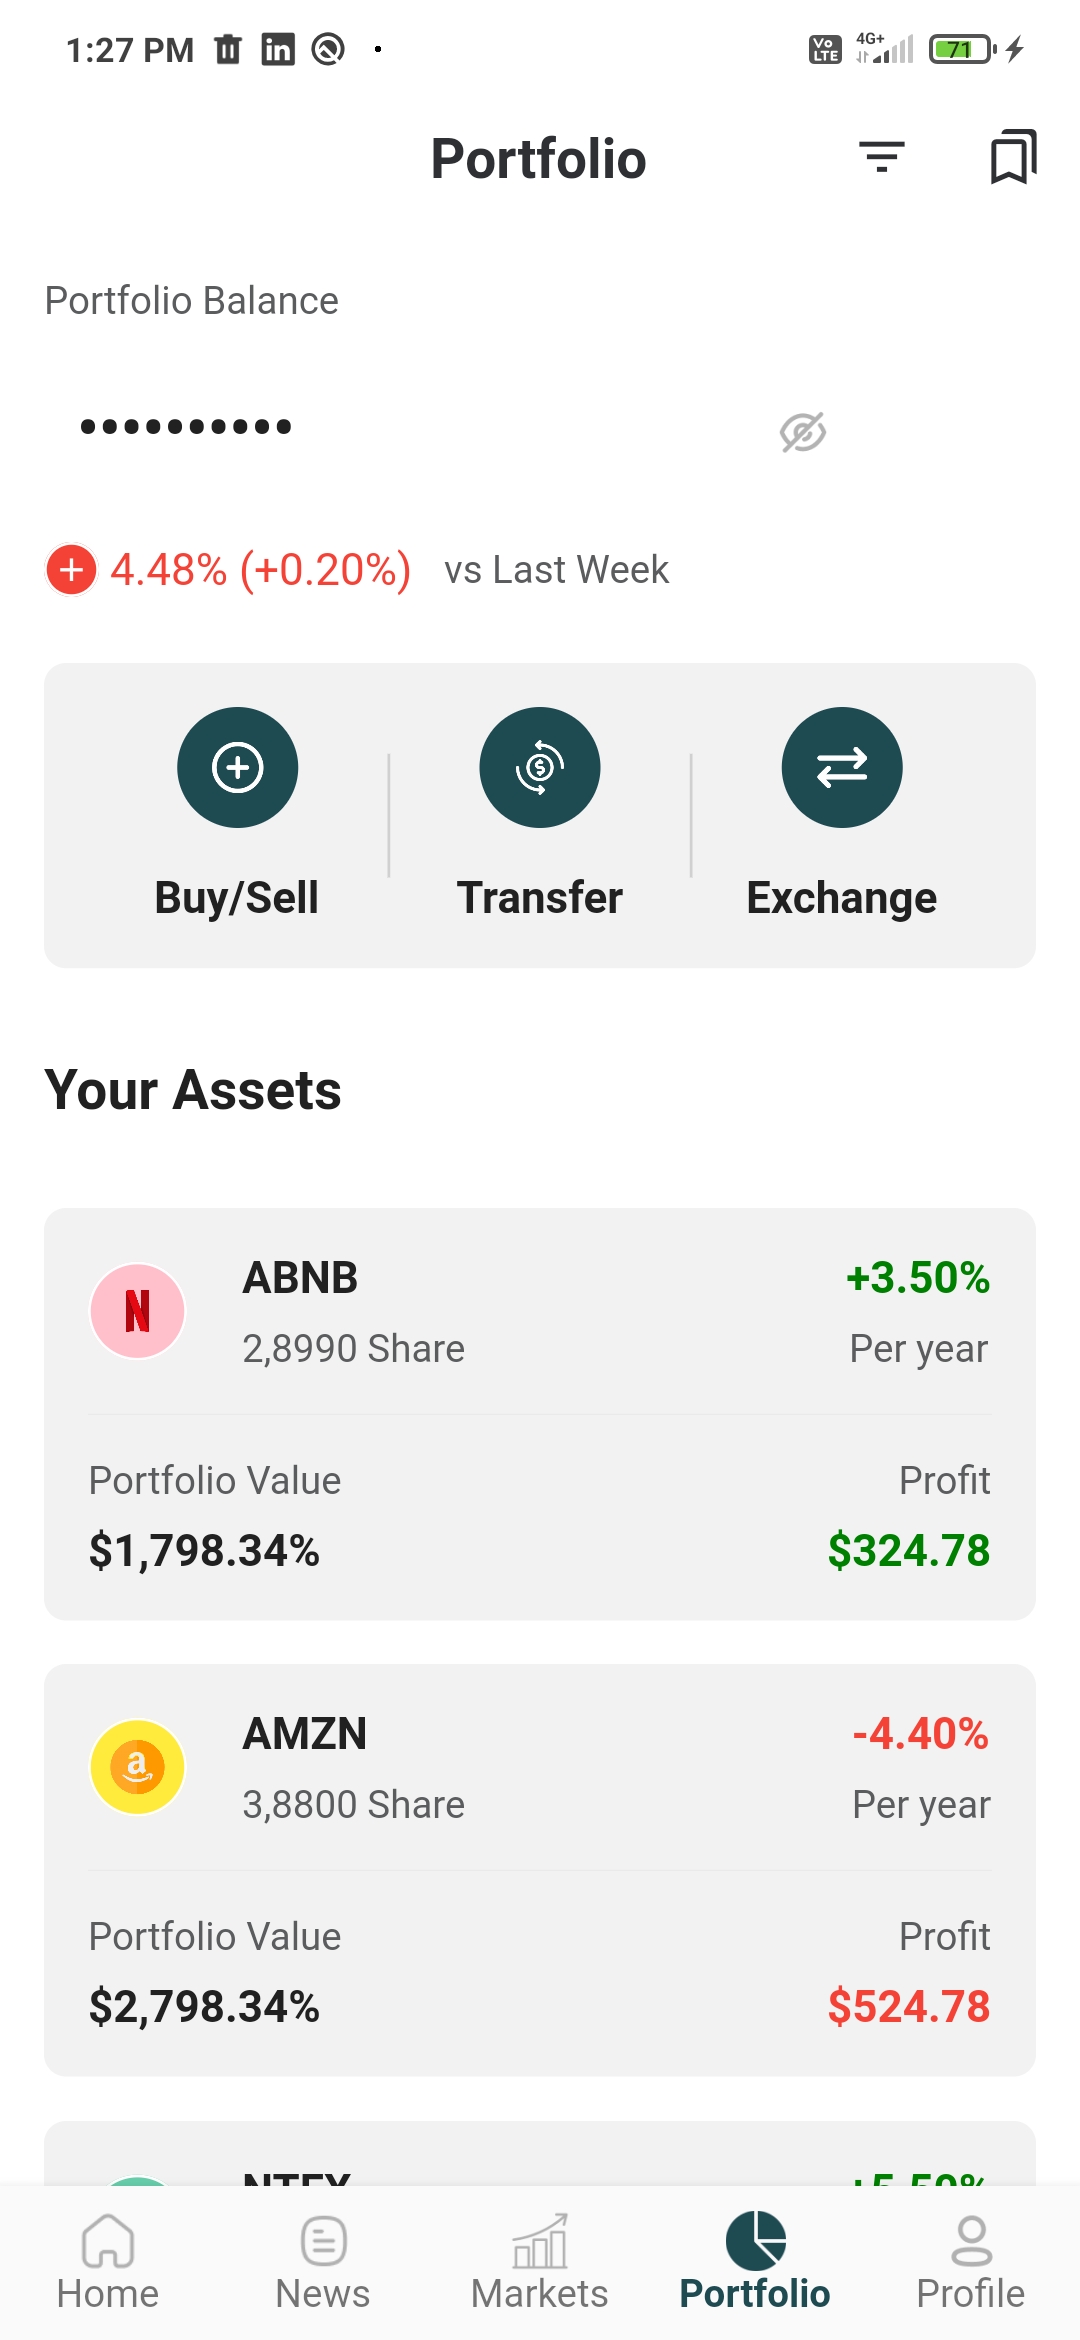 1:27 PM
Vo LTE 4G+ 71
Portfolio
Portfolio Balance
••••••••••
4.48% (+0.20%) vs Last Week
Buy/Sell Transfer Exchange
Your Assets
ABNB +3.50%
2,8990 Share Per year
Portfolio Value Profit
$1,798.34% $324.78
AMZN -4.40%
3,8800 Share Per year
Portfolio Value Profit
$2,798.34% $524.78
Home News Markets Portfolio Profile